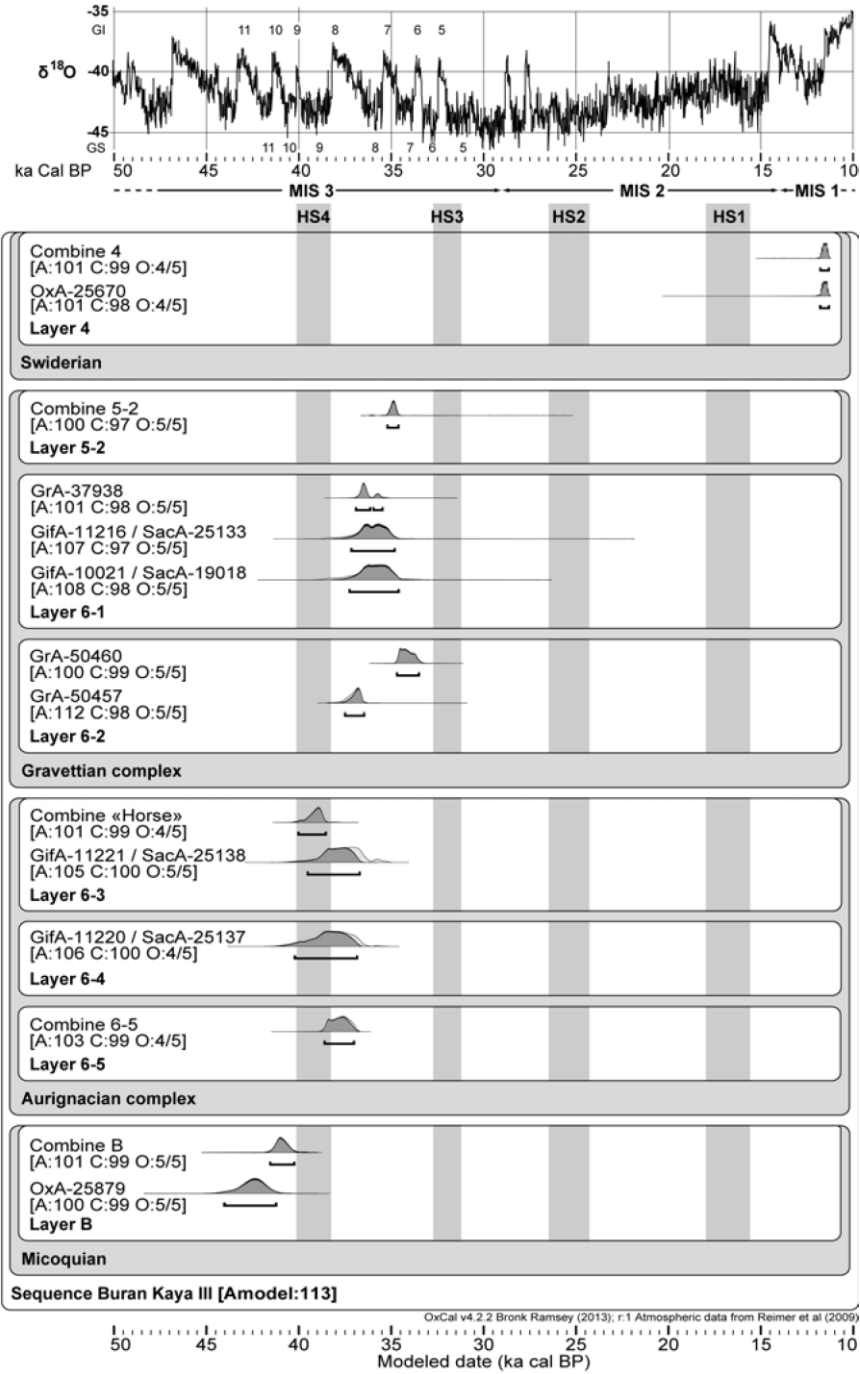 -35
GI
11 10 9 8 7 6 5
δ18O
-40
-45
GS
11 10 9 8 7 6 5
ka Cal BP
50 45 40 35 30 25 20 15 10
MIS 3 MIS 2 MIS 1
HS4 HS3 HS2 HS1
Combine 4
[A:101 C:99 O:4/5]
OxA-25670
[A:101 C:98 O:4/5]
Layer 4
Swiderian
Combine 5-2
[A:100 C:97 O:5/5]
Layer 5-2
GrA-37938
[A:101 C:98 O:5/5]
GifA-11216 / SacA-25133
[A:107 C:97 O:5/5]
GifA-10021 / SacA-19018
[A:108 C:98 O:5/5]
Layer 6-1
GrA-50460
[A:100 C:99 O:5/5]
GrA-50457
[A:112 C:98 O:5/5]
Layer 6-2
Gravettian complex
Combine «Horse»
[A:101 C:99 O:4/5]
GifA-11221 / SacA-25138
[A:105 C:100 O:5/5]
Layer 6-3
GifA-11220 / SacA-25137
[A:106 C:100 O:4/5]
Layer 6-4
Combine 6-5
[A:103 C:99 O:4/5]
Layer 6-5
Aurignacian complex
Combine B
[A:101 C:99 O:5/5]
OxA-25879
[A:100 C:99 O:5/5]
Layer B
Micoquian
Sequence Buran Kaya III [Amodel:113]
OxCal v4.2.2 Bronk Ramsey (2013); r:1 Atmospheric data from Reimer et al (2009)
50 45 40 35 30 25 20 15 10
Modeled date (ka cal BP)